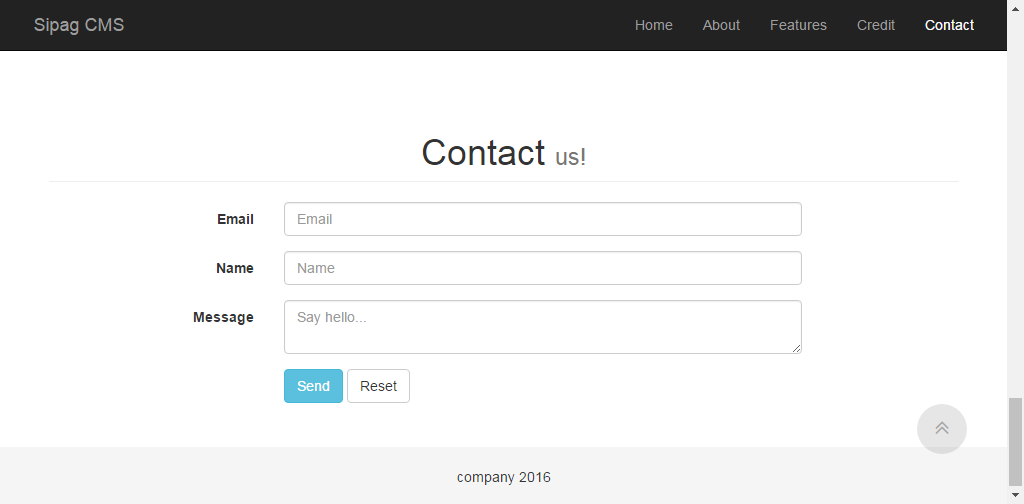 Sipag CMS Home About Features Credit Contact
Contact us!
Email Email
Name Name
Message Say hello...
Send Reset
company 2016